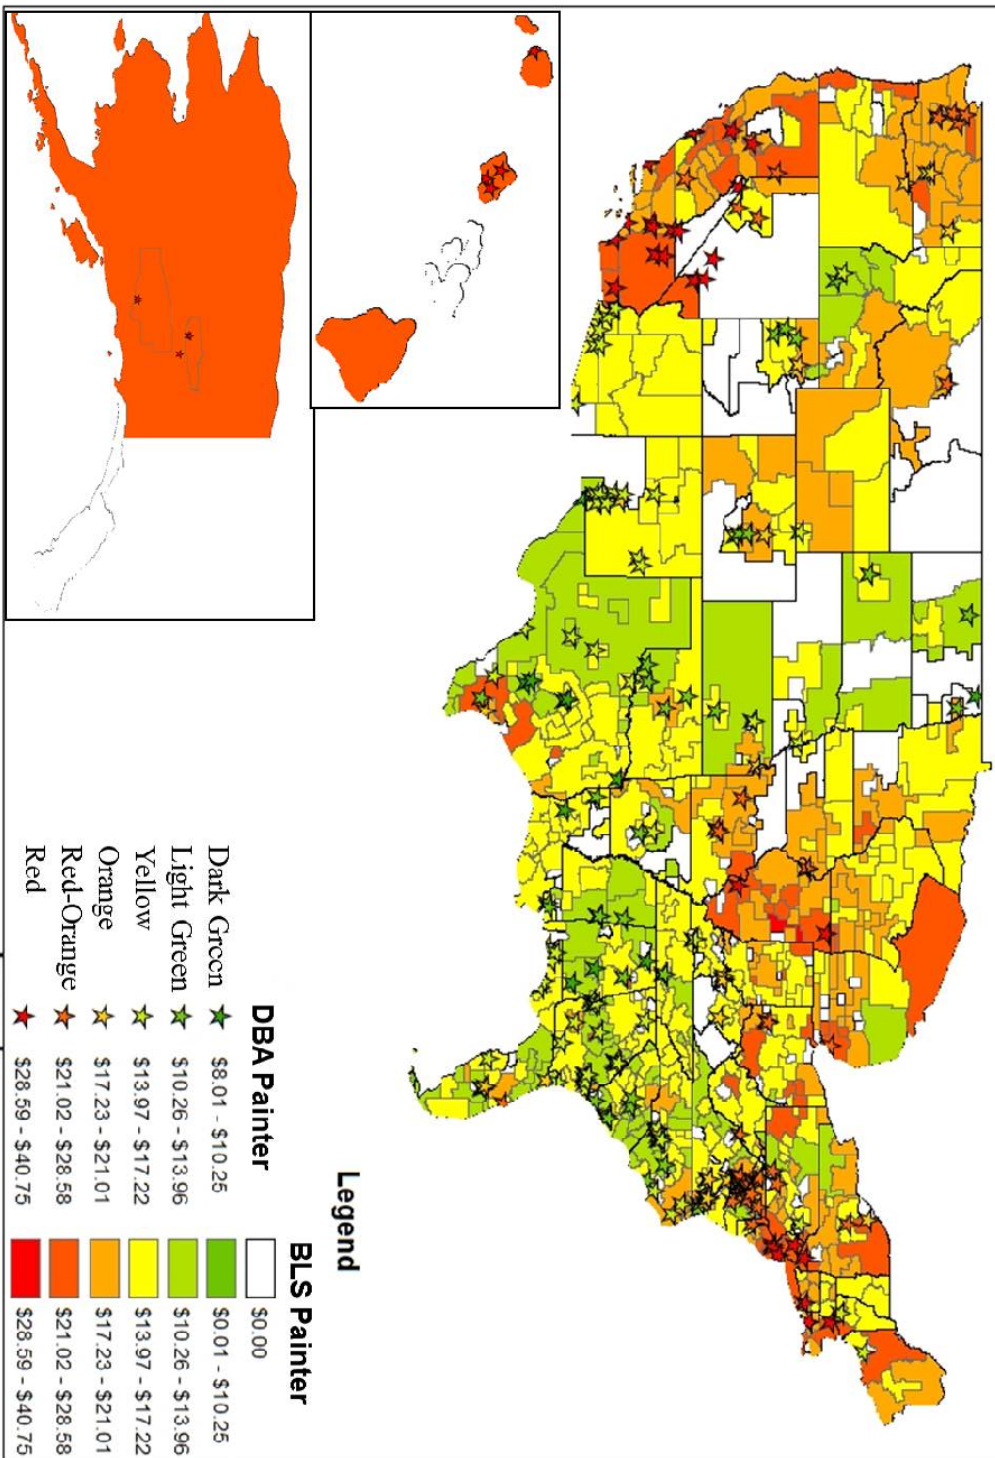 Legend
DBA Painter
Dark Green $8.01 - $10.25
Light Green $10.26 - $13.96
Yellow $13.97 - $17.22
Orange $17.23 - $21.01
Red-Orange $21.02 - $28.58
Red $28.59 - $40.75
BLS Painter
$0.00
$0.01 - $10.25
$10.26 - $13.96
$13.97 - $17.22
$17.23 - $21.01
$21.02 - $28.58
$28.59 - $40.75